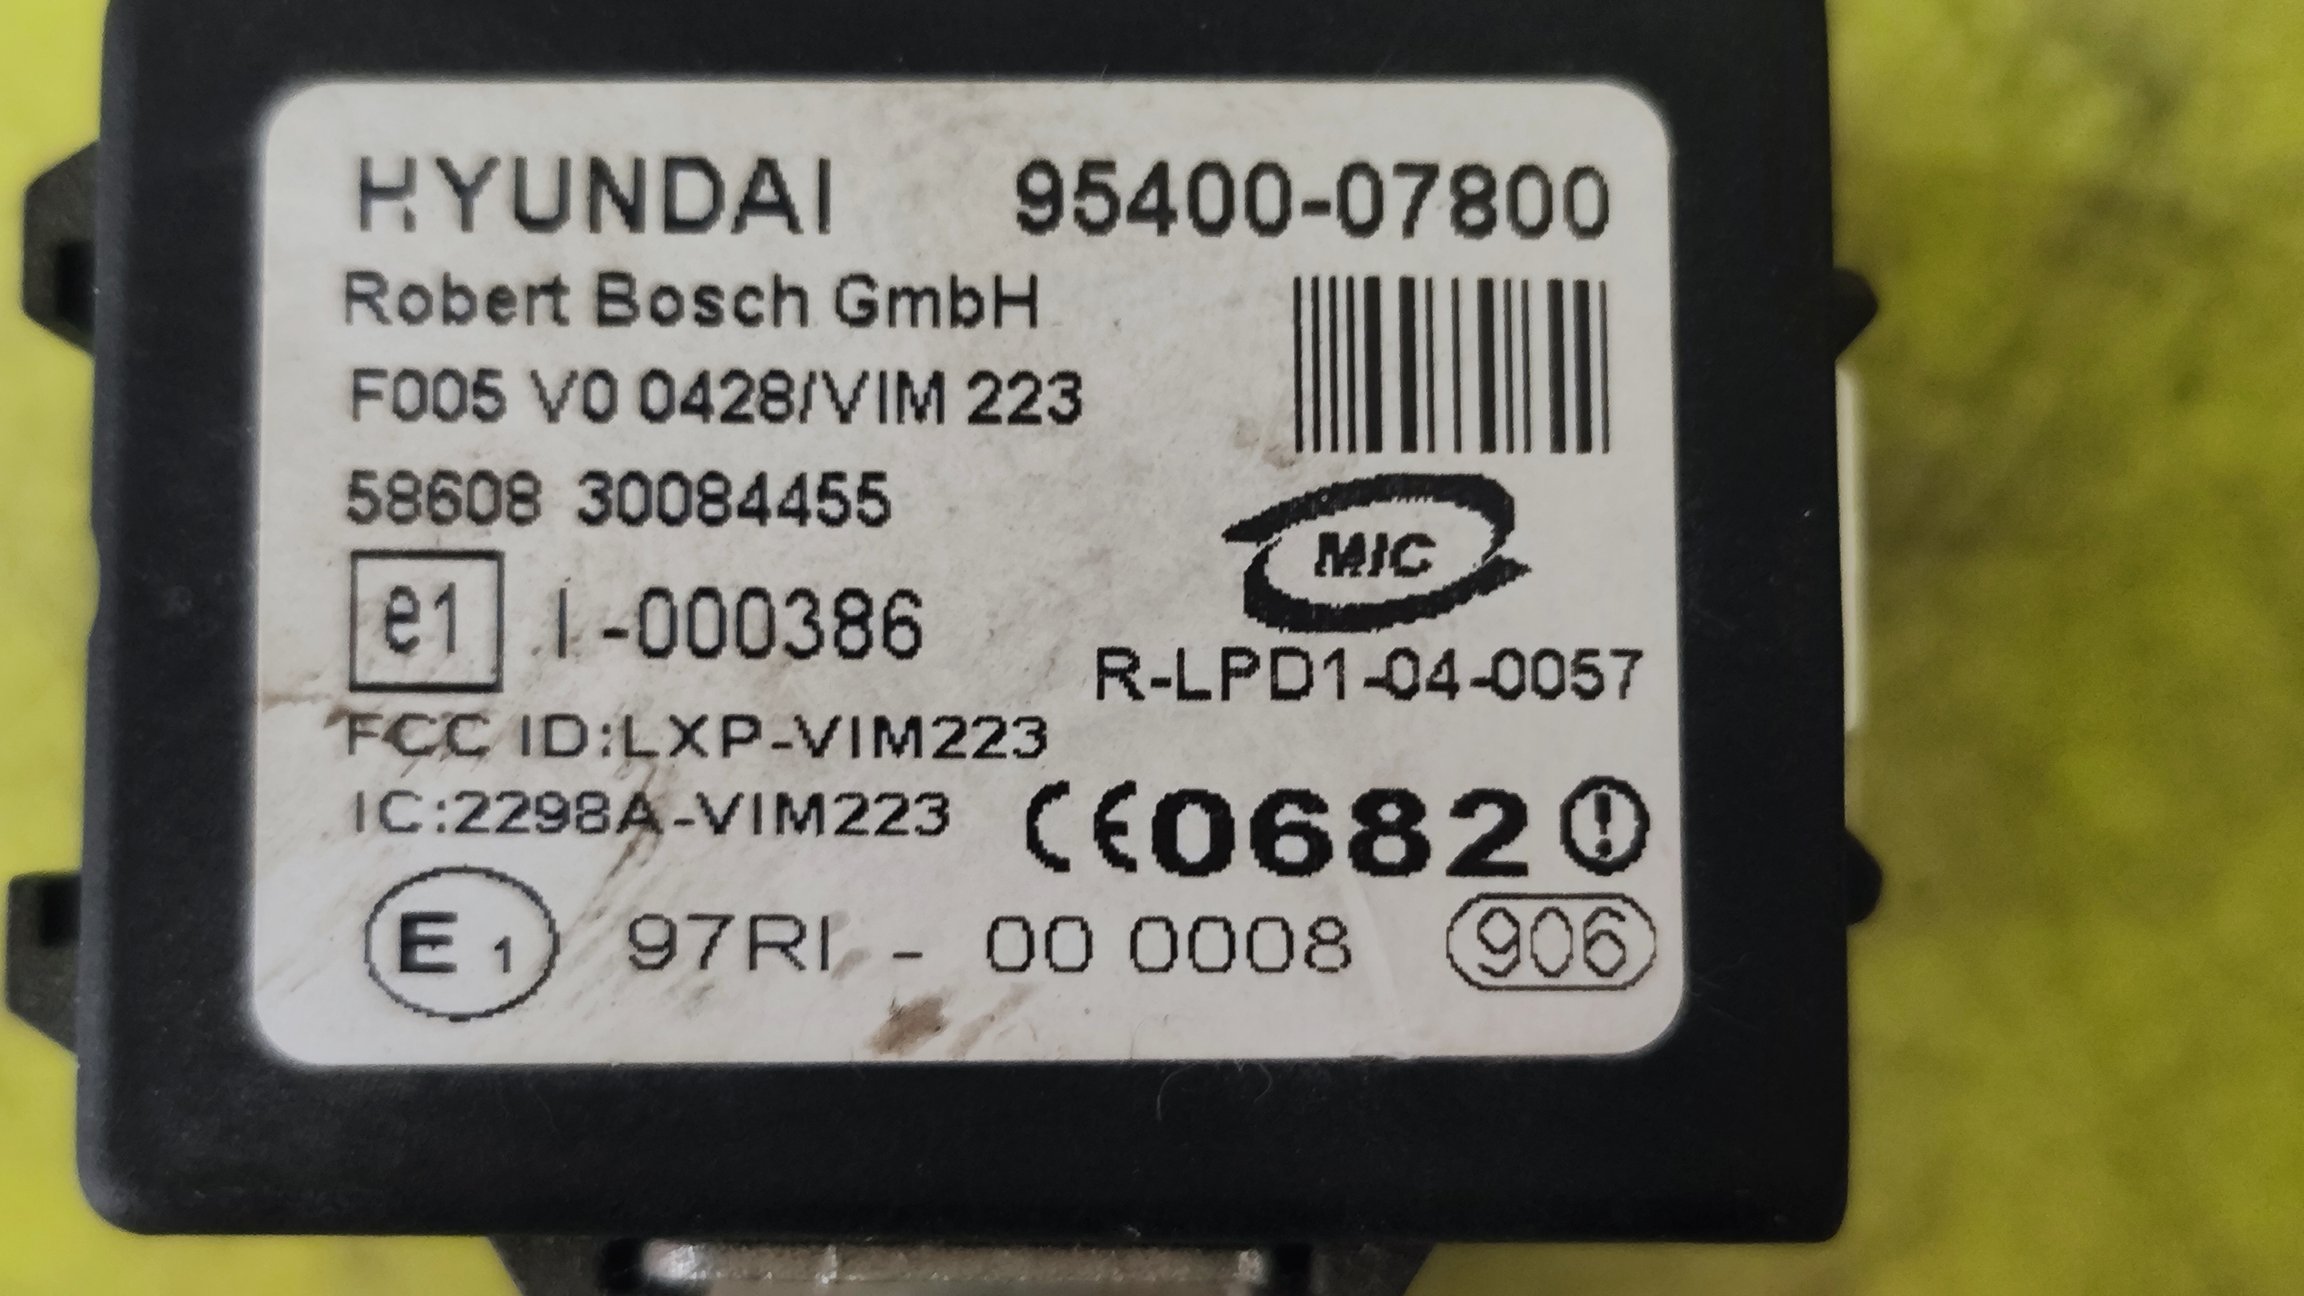 HYUNDAI 95400-07800
Robert Bosch GmbH
F005 V0 0428/VIM 223
58608 30084455
MIC
e1 I-000386
R-LPD1-04-0057
FCC ID:LXP-VIM223
IC:2298A-VIM223
CE0682 !
E1 97RI - 00 0008 906